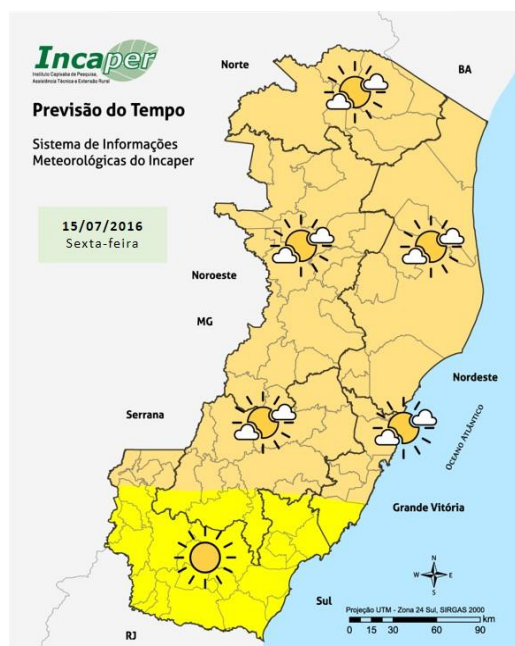 Incaper
Instituto Capixaba de Pesquisa,
Assistência Técnica e Extensão Rural
Previsão do Tempo
Sistema de Informações
Meteorológicas do Incaper
15/07/2016
Sexta-feira
Norte
BA
Noroeste
MG
Nordeste
Serrana
OCEANO ATLÂNTICO
Grande Vitória
N
W E
S
Sul
Projeção UTM - Zona 24 Sul, SIRGAS 2000
km
0 15 30 60 90
RJ